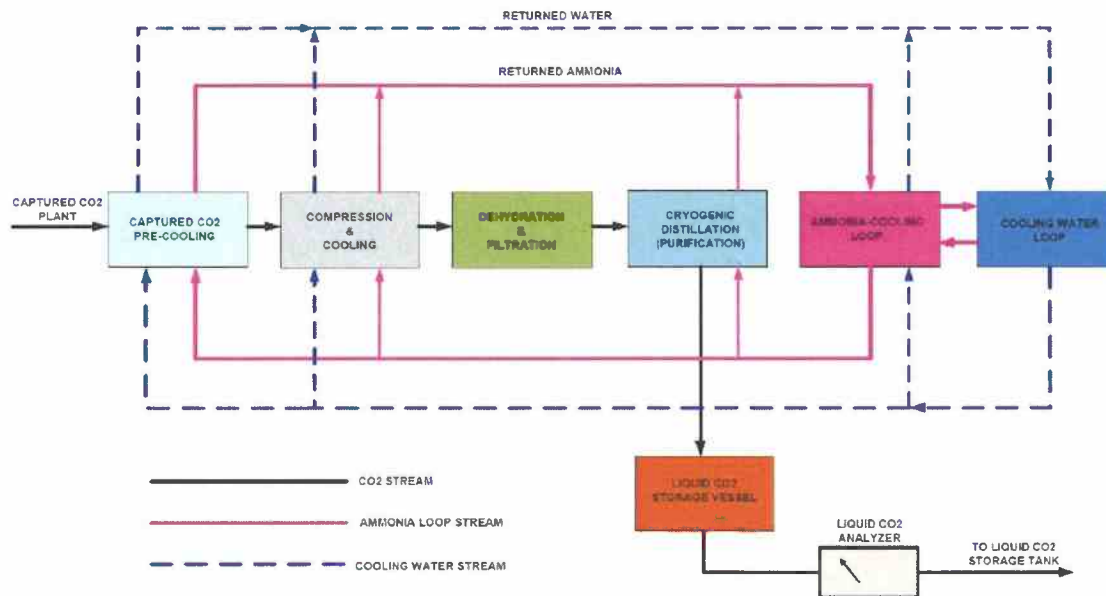 RETURNED WATER
RETURNED AMMONIA
CAPTURED CO2
PLANT
CAPTURED CO2
PRE-COOLING
COMPRESSION
&
COOLING
DEHYDRATION
&
FILTRATION
CRYOGENIC
DISTILLATION
(PURIFICATION)
AMMONIA-COOLING
LOOP
COOLING WATER
LOOP
LIQUID CO2
STORAGE VESSEL
CO2 STREAM
AMMONIA LOOP STREAM
COOLING WATER STREAM
LIQUID CO2
ANALYZER
TO LIQUID CO2
STORAGE TANK